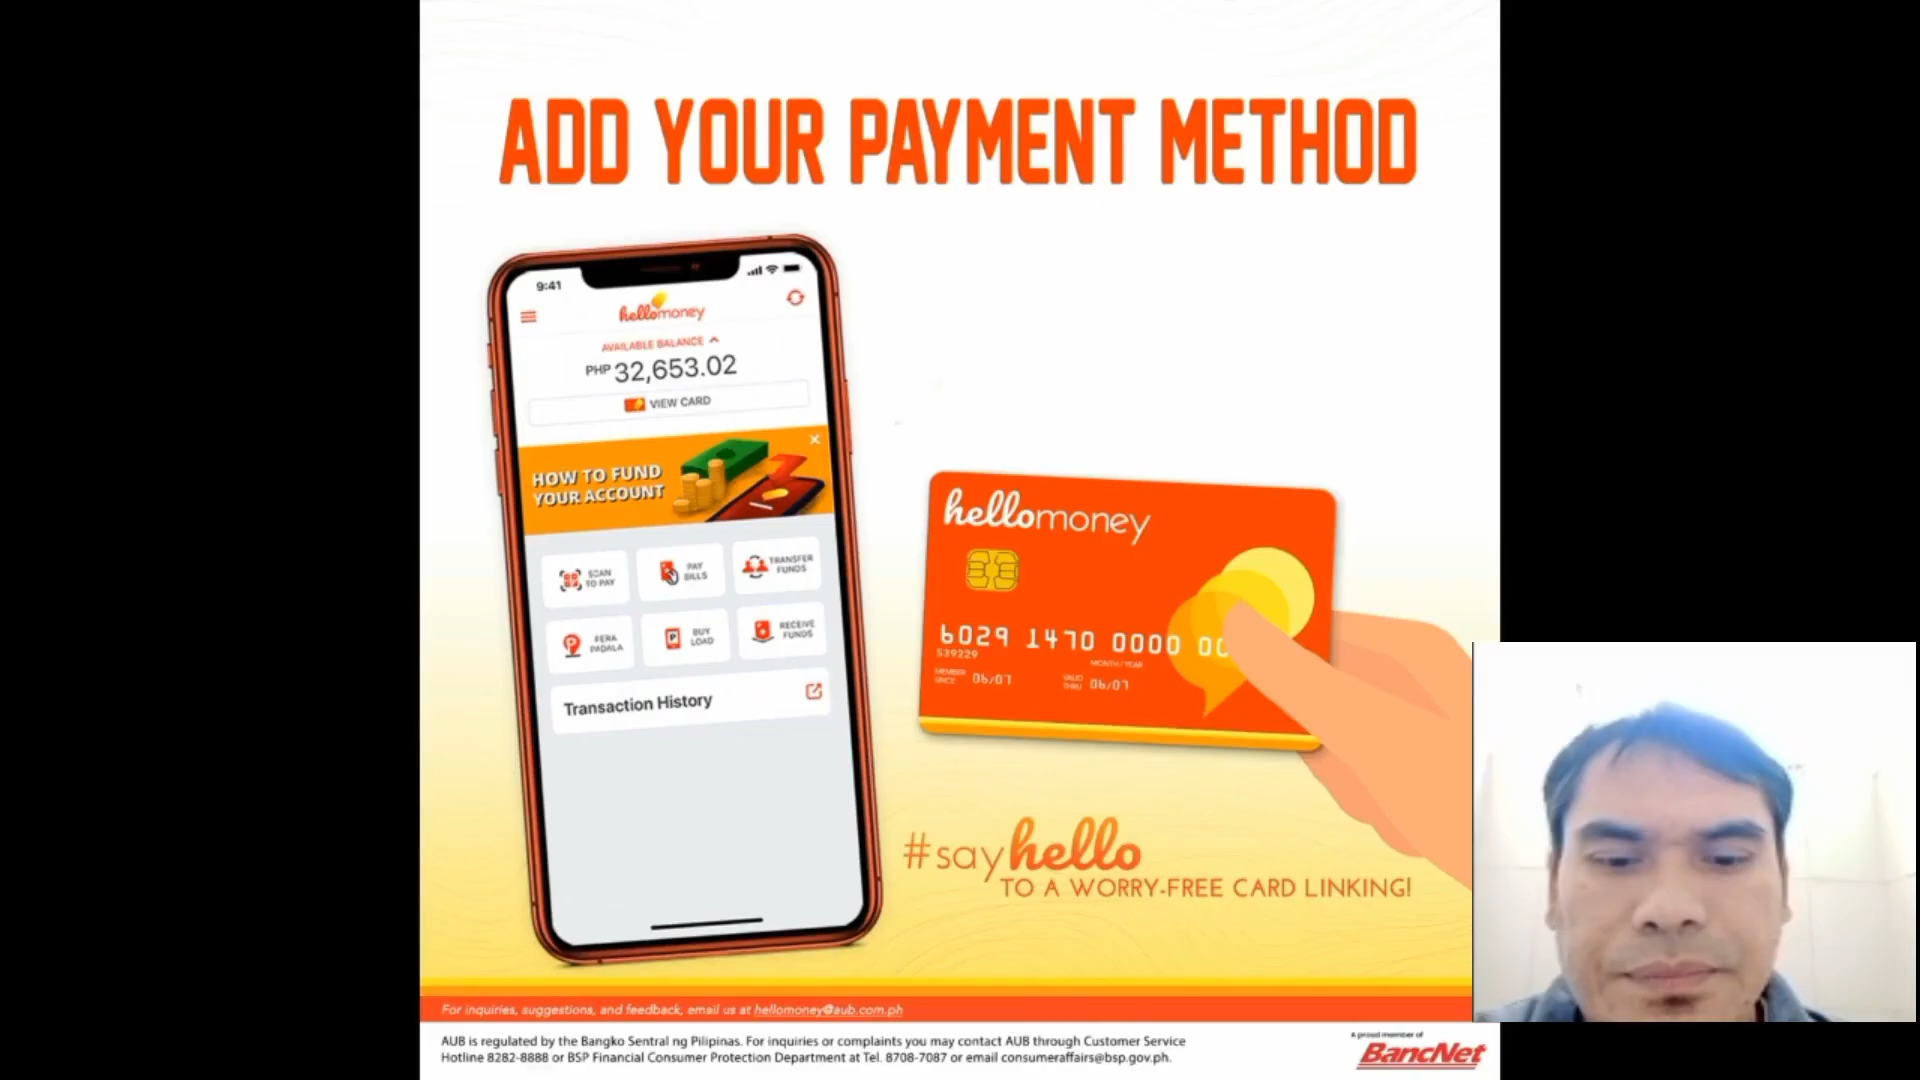 ADD YOUR PAYMENT METHOD
9:41
hellomoney
AVAILABLE BALANCE
PHP 32,653.02
VIEW CARD
HOW TO FUND
YOUR ACCOUNT
SCAN
TO PAY
PAY
BILLS
TRANSFER
FUNDS
PERA
PADALA
BUY
LOAD
RECEIVE
FUNDS
Transaction History
hellomoney
6029 1470 0000 00
539229
MONTH/YEAR
MEMBER
SINCE 06/07
VALID
THRU 06/07
#sayhello
TO A WORRY-FREE CARD LINKING!
For inquiries, suggestions, and feedback, email us at hellomoney@aub.com.ph
AUB is regulated by the Bangko Sentral ng Pilipinas. For inquiries or complaints you may contact AUB through Customer Service
Hotline 8282-8888 or BSP Financial Consumer Protection Department at Tel. 8708-7087 or email consumeraffairs@bsp.gov.ph.
A proud member of
BancNet